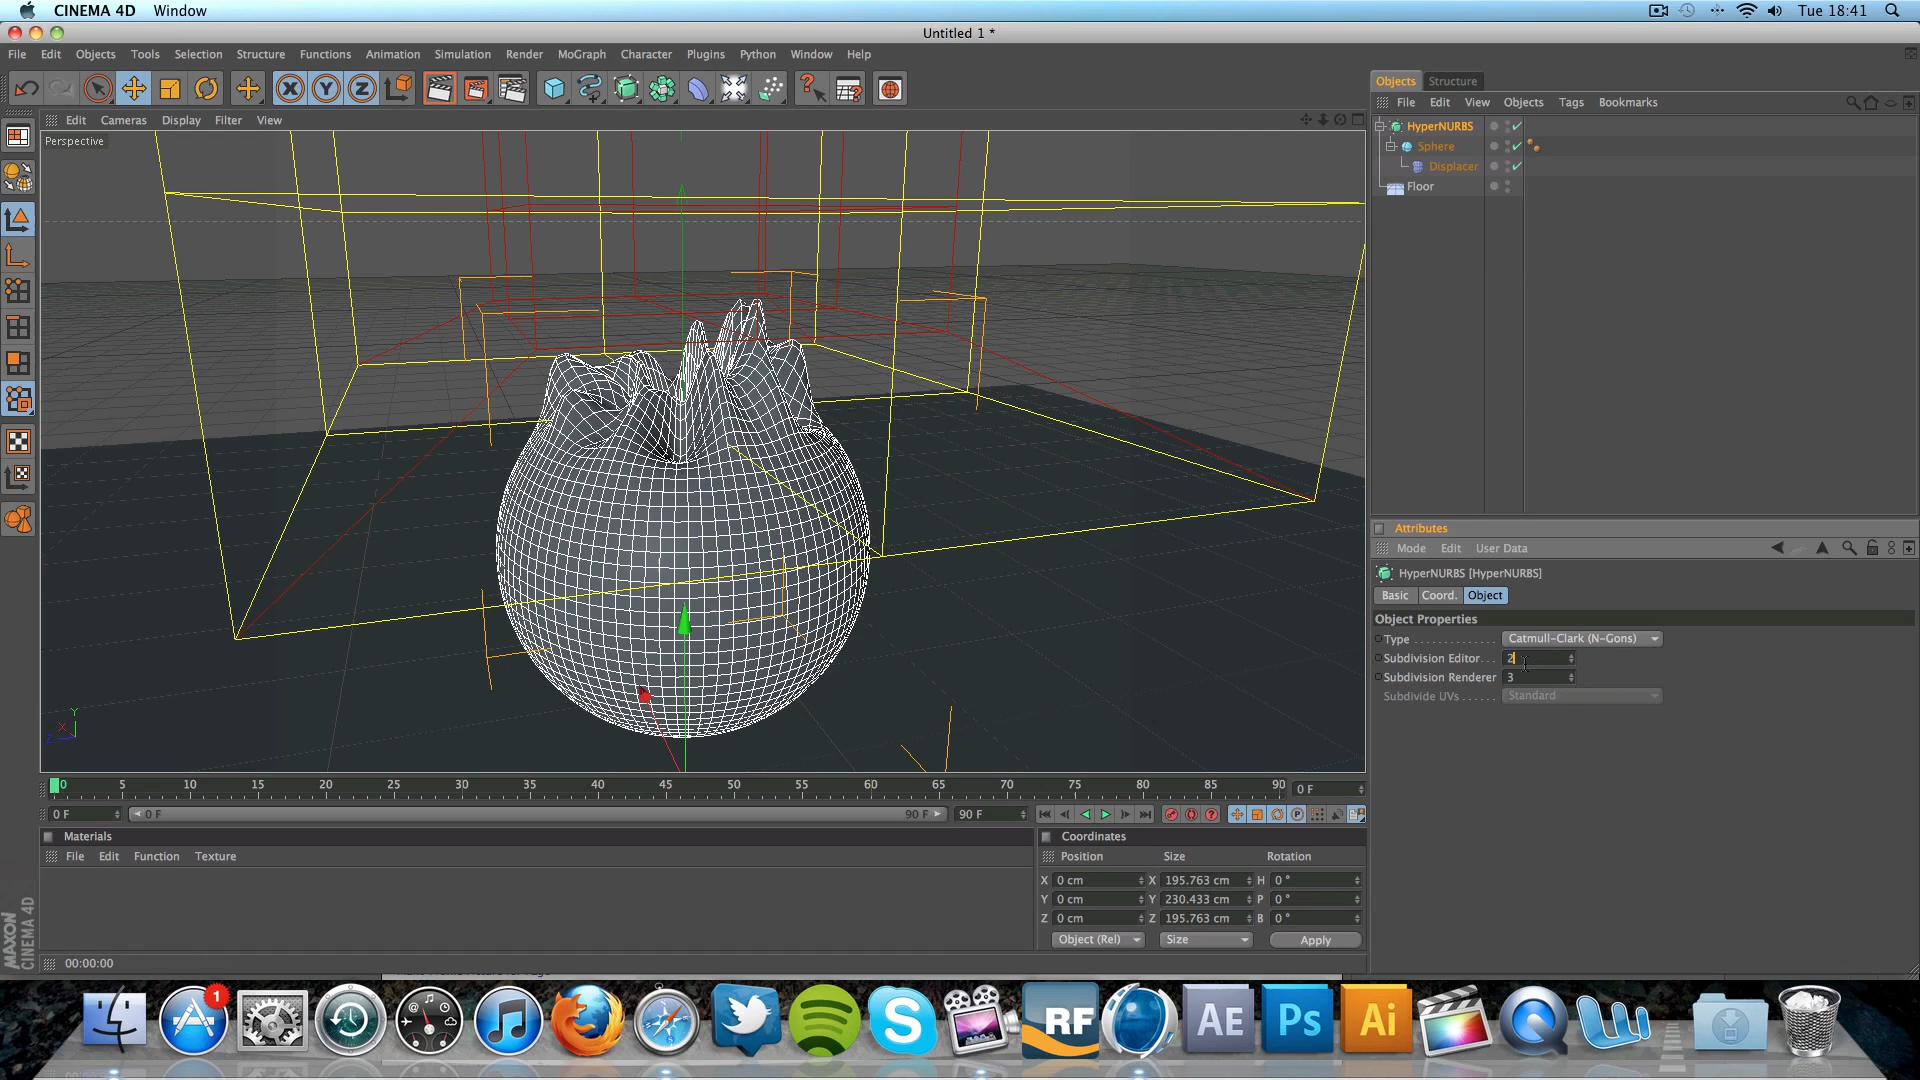 CINEMA 4D Window Tue 18:41
Untitled 1 *
File Edit Objects Tools Selection Structure Functions Animation Simulation Render MoGraph Character Plugins Python Window Help
Objects Structure
File Edit View Objects Tags Bookmarks
Edit Cameras Display Filter View
Perspective
HyperNURBS
Sphere
Displacer
Floor
X Y Z
Attributes
Mode Edit User Data
HyperNURBS [HyperNURBS]
Basic Coord. Object
Object Properties
Type Catmull-Clark (N-Gons)
Subdivision Editor 2
Subdivision Renderer 3
Subdivide UVs Standard
Y
X
Z
0 5 10 15 20 25 30 35 40 45 50 55 60 65 70 75 80 85 90 0 F
0 F 0 F 90 F 90 F
Materials
File Edit Function Texture
Coordinates
Position Size Rotation
X 0 cm X 195.763 cm H 0 °
Y 0 cm Y 230.433 cm P 0 °
Z 0 cm Z 195.763 cm B 0 °
Object (Rel) Size Apply
MAXON
CINEMA 4D
00:00:00
1
RF
AE
Ps
Ai